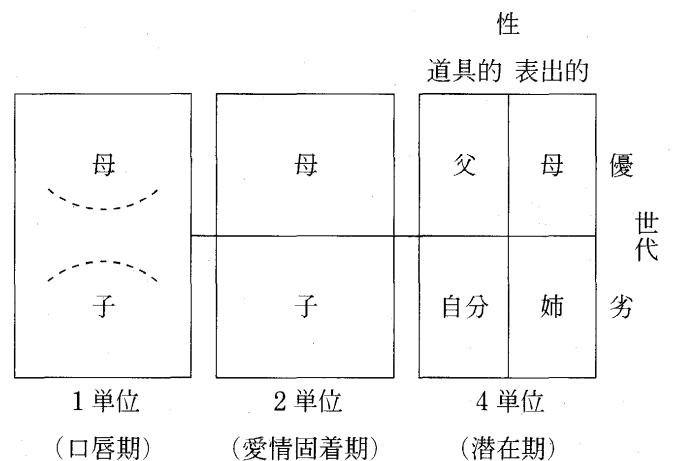 性
道具的 表出的
母 母 父 母 優
世代
子 子 自分 姉 劣
1単位 2単位 4単位
(口唇期) (愛情固着期) (潜在期)